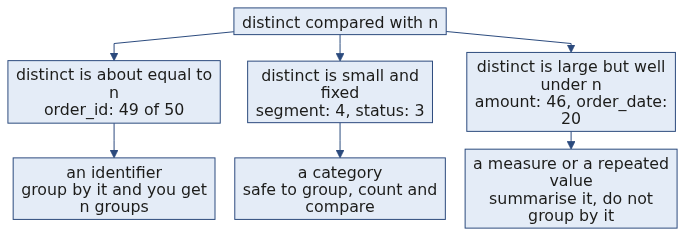 distinct compared with n
distinct is about equal to
n
order_id: 49 of 50
distinct is small and
fixed
segment: 4, status: 3
distinct is large but well
under n
amount: 46, order_date:
20
an identifier
group by it and you get
n groups
a category
safe to group, count and
compare
a measure or a repeated
value
summarise it, do not
group by it